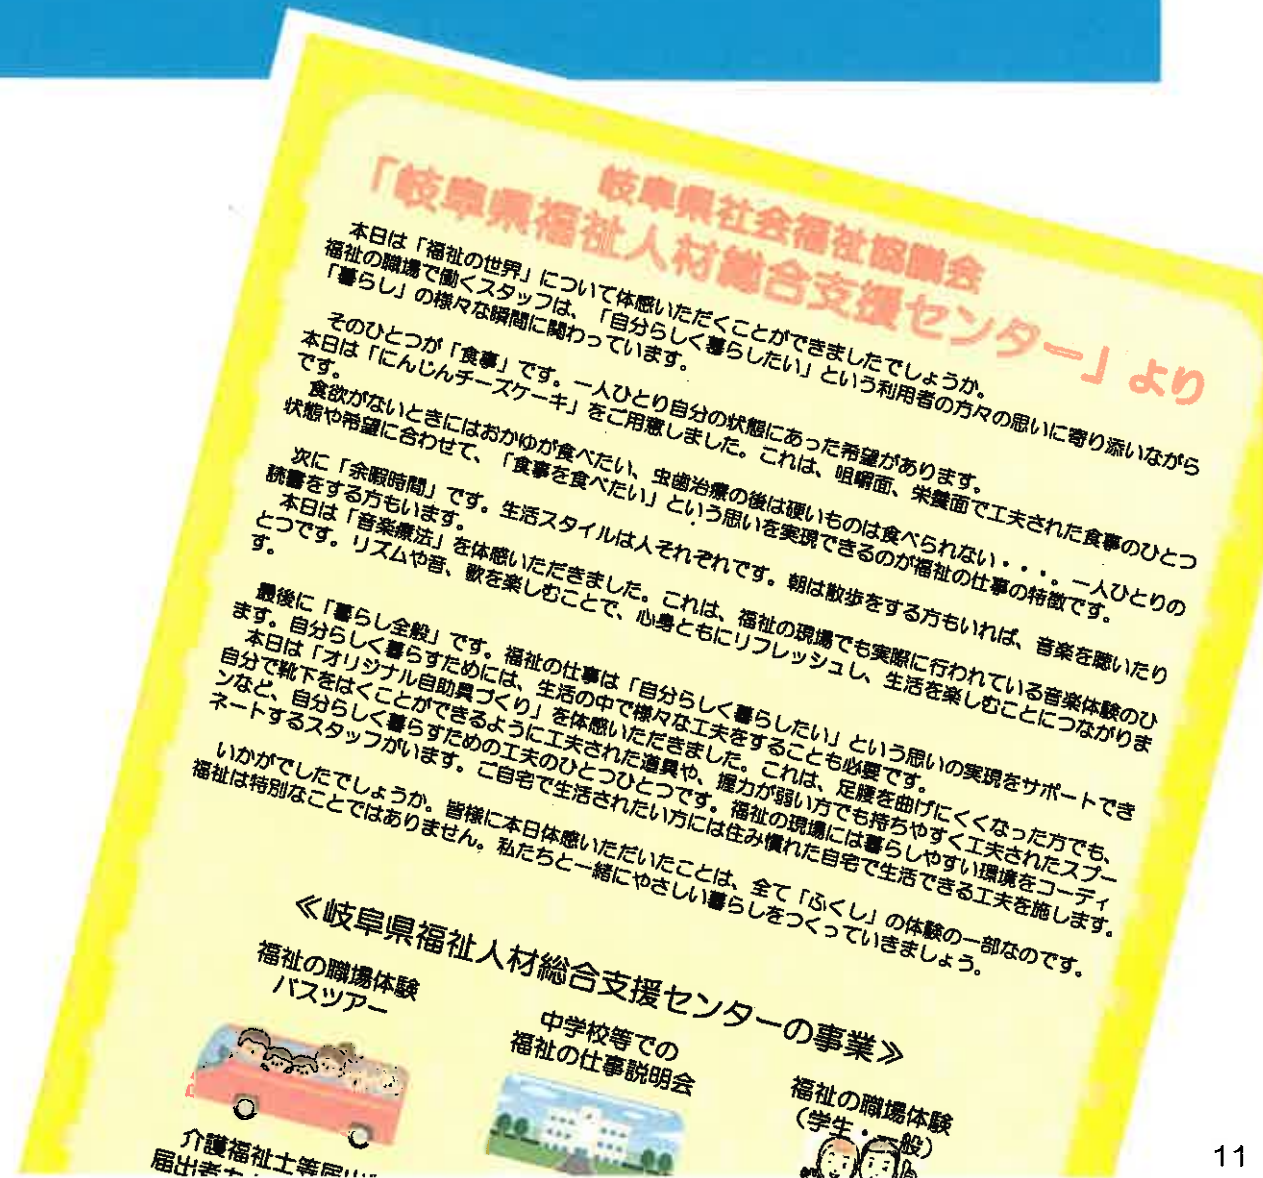 岐阜県社会福祉協議会
「岐阜県福祉人材総合支援センター」より
本日は「福祉の世界」について体感いただくことができましたでしょうか。
福祉の職場で働くスタッフは、「自分らしく暮らしたい」という利用者の方々の思いに寄り添いながら
「暮らし」の様々な瞬間に関わっています。
そのひとつが「食事」です。一人ひとり自分の状態にあった希望があります。
本日は「にんじんチーズケーキ」をご用意しました。これは、咀嚼面、栄養面で工夫された食事のひとつ
です。
食欲がないときにはおかゆが食べたい、虫歯治療の後は硬いものは食べられない・・・。一人ひとりの
状態や希望に合わせて、「食事を食べたい」という思いを実現できるのが福祉の仕事の特徴です。
次に「余暇時間」です。生活スタイルは人それぞれです。朝は散歩をする方もいれば、音楽を聴いたり
読書をする方もいます。
本日は「音楽療法」を体感いただきました。これは、福祉の現場でも実際に行われている音楽体験のひ
とつです。リズムや音、歌を楽しむことで、心身ともにリフレッシュし、生活を楽しむことにつながりま
す。
最後に「暮らし全般」です。福祉の仕事は「自分らしく暮らしたい」という思いの実現をサポートでき
ます。自分らしく暮らすためには、生活の中で様々な工夫をすることも必要です。
本日は「オリジナル自助具づくり」を体感いただきました。これは、足腰を曲げにくくなった方でも、
自分で靴下をはくことができるように工夫された道具や、握力が弱い方でも持ちやすく工夫されたスプー
ンなど、自分らしく暮らすための工夫のひとつひとつです。福祉の現場には暮らしやすい環境をコーディ
ネートするスタッフがいます。ご自宅で生活されたい方には住み慣れた自宅で生活できる工夫を施します。
いかがでしたでしょうか。皆様に本日体感いただいたことは、全て「ふくし」の体験の一部なのです。
福祉は特別なことではありません。私たちと一緒にやさしい暮らしをつくっていきましょう。
≪岐阜県福祉人材総合支援センターの事業≫
福祉の職場体験
バスツアー
中学校等での
福祉の仕事説明会
福祉の職場体験
（学生・一般）
介護福祉士等届出
届出者
11